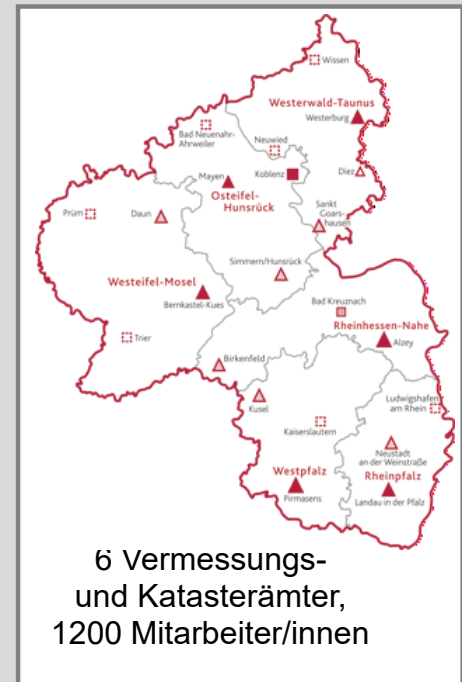 Wissen
Westerwald-Taunus
Westerburg
Bad Neuenahr-
Ahrweiler
Neuwied
Mayen
Koblenz
Diez
Osteifel-
Hunsrück
Prüm
Daun
Sankt
Goars-
hausen
Simmern/Hunsrück
Westeifel-Mosel
Bernkastel-Kues
Bad Kreuznach
Rheinhessen-Nahe
Alzey
Trier
Birkenfeld
Kusel
Ludwigshafen
am Rhein
Kaiserslautern
Neustadt
an der Weinstraße
Westpfalz
Rheinpfalz
Pirmasens
Landau in der Pfalz
6 Vermessungs-
und Katasterämter,
1200 Mitarbeiter/innen